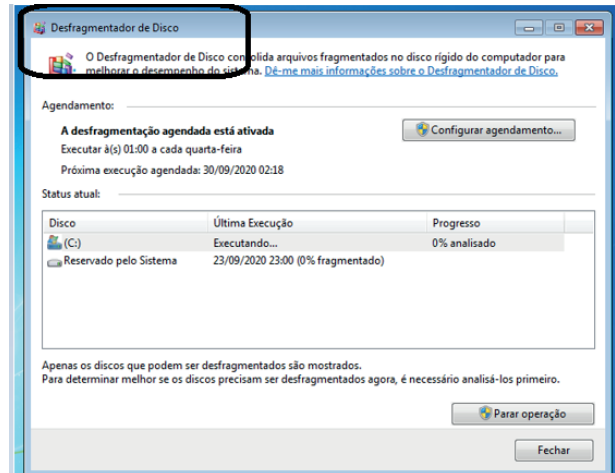 Desfragmentador de Disco
O Desfragmentador de Disco consolida arquivos fragmentados no disco rígido do computador para
melhorar o desempenho do sistema. Dê-me mais informações sobre o Desfragmentador de Disco.
Agendamento:
A desfragmentação agendada está ativada
Configurar agendamento...
Executar à(s) 01:00 a cada quarta-feira
Próxima execução agendada: 30/09/2020 02:18
Status atual:
Disco Última Execução Progresso
(C:) Executando... 0% analisado
Reservado pelo Sistema 23/09/2020 23:00 (0% fragmentado)
Apenas os discos que podem ser desfragmentados são mostrados.
Para determinar melhor se os discos precisam ser desfragmentados agora, é necessário analisá-los primeiro.
Parar operação
Fechar